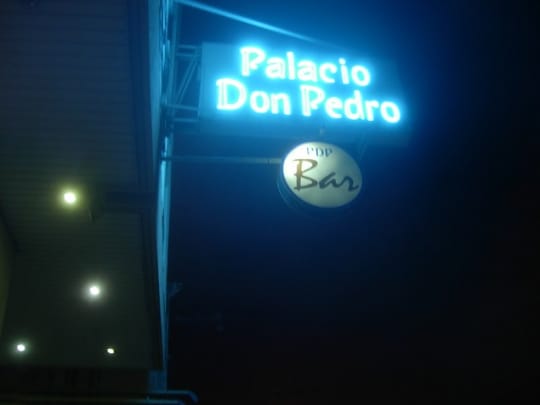 Palacio
Don Pedro
PDP
Bar